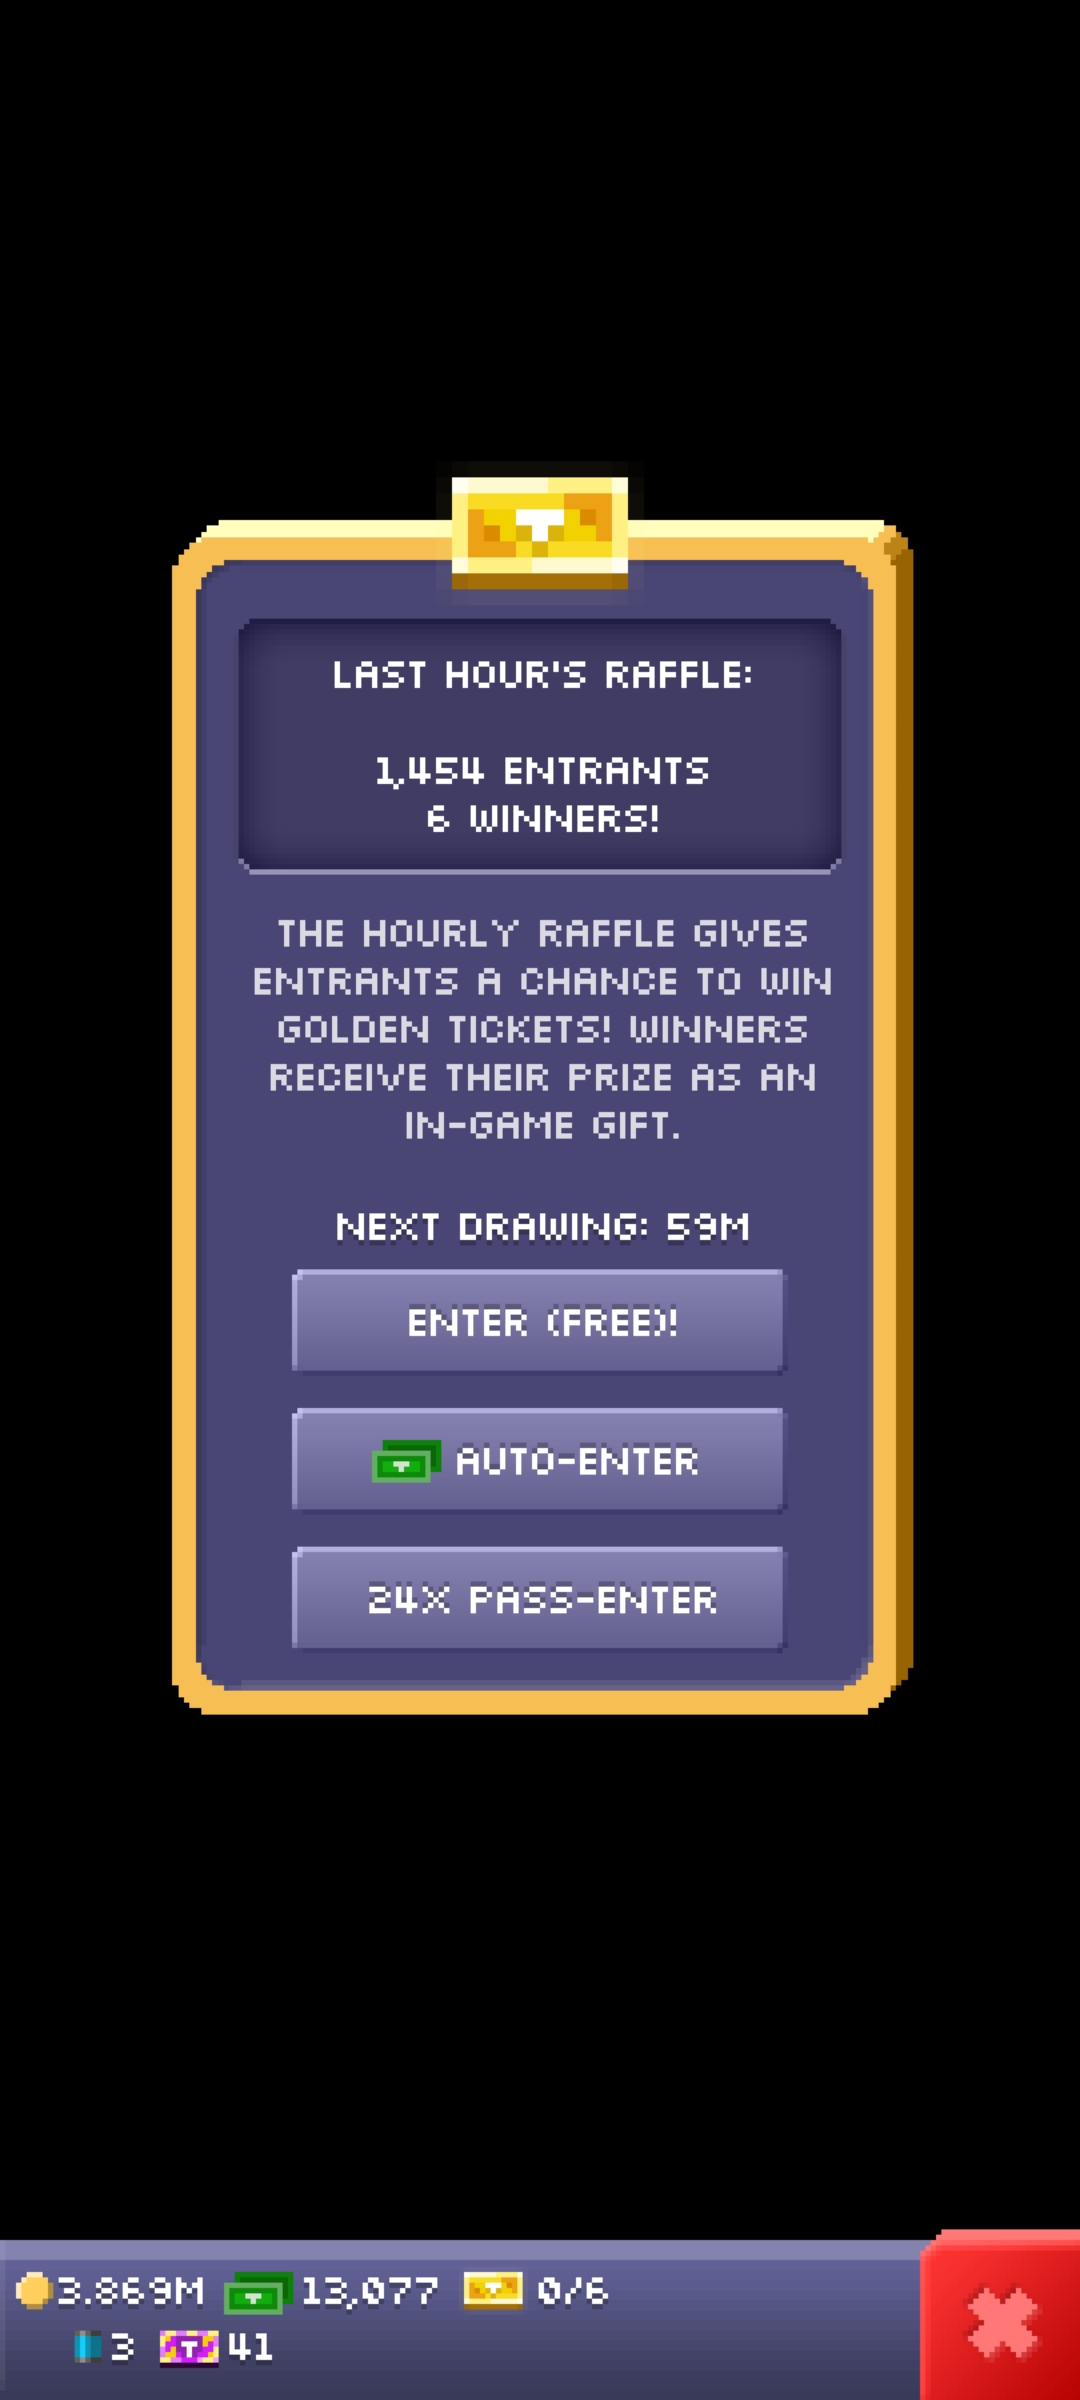 LAST HOUR'S RAFFLE:
1,454 ENTRANTS
6 WINNERS!
THE HOURLY RAFFLE GIVES
ENTRANTS A CHANCE TO WIN
GOLDEN TICKETS! WINNERS
RECEIVE THEIR PRIZE AS AN
IN-GAME GIFT.
NEXT DRAWING: 59M
ENTER (FREE)!
AUTO-ENTER
24X PASS-ENTER
3.869M 13,077 0/6
3 41